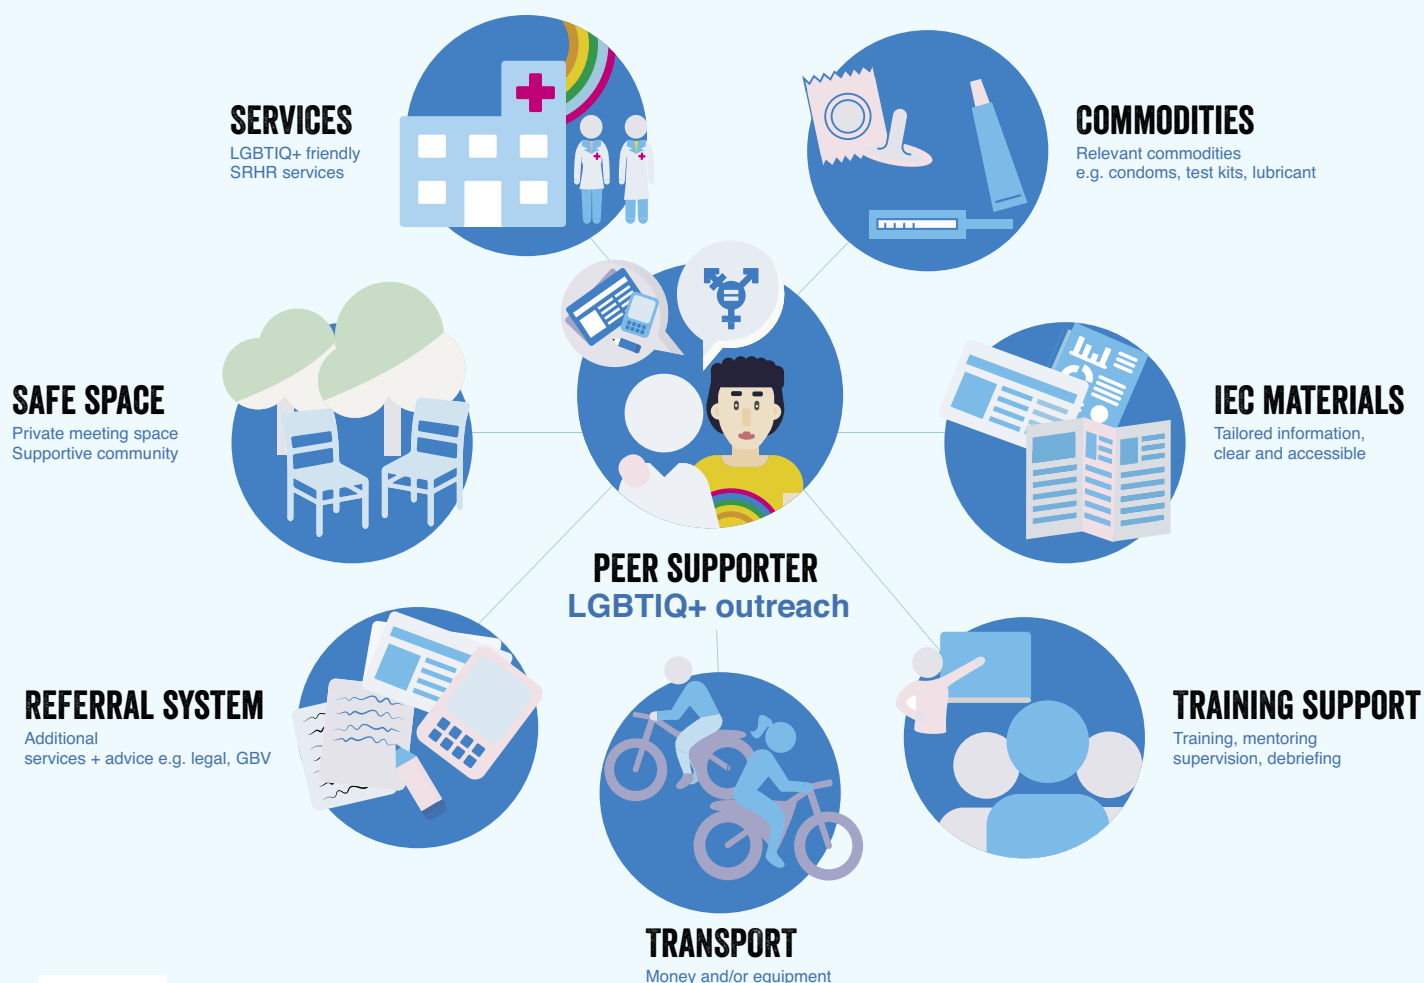 SERVICES
LGBTIQ+ friendly
SRHR services
COMMODITIES
Relevant commodities
e.g. condoms, test kits, lubricant
SAFE SPACE
Private meeting space
Supportive community
IEC MATERIALS
Tailored information,
clear and accessible
PEER SUPPORTER
LGBTIQ+ outreach
REFERRAL SYSTEM
Additional
services + advice e.g. legal, GBV
TRAINING SUPPORT
Training, mentoring
supervision, debriefing
TRANSPORT
Money and/or equipment